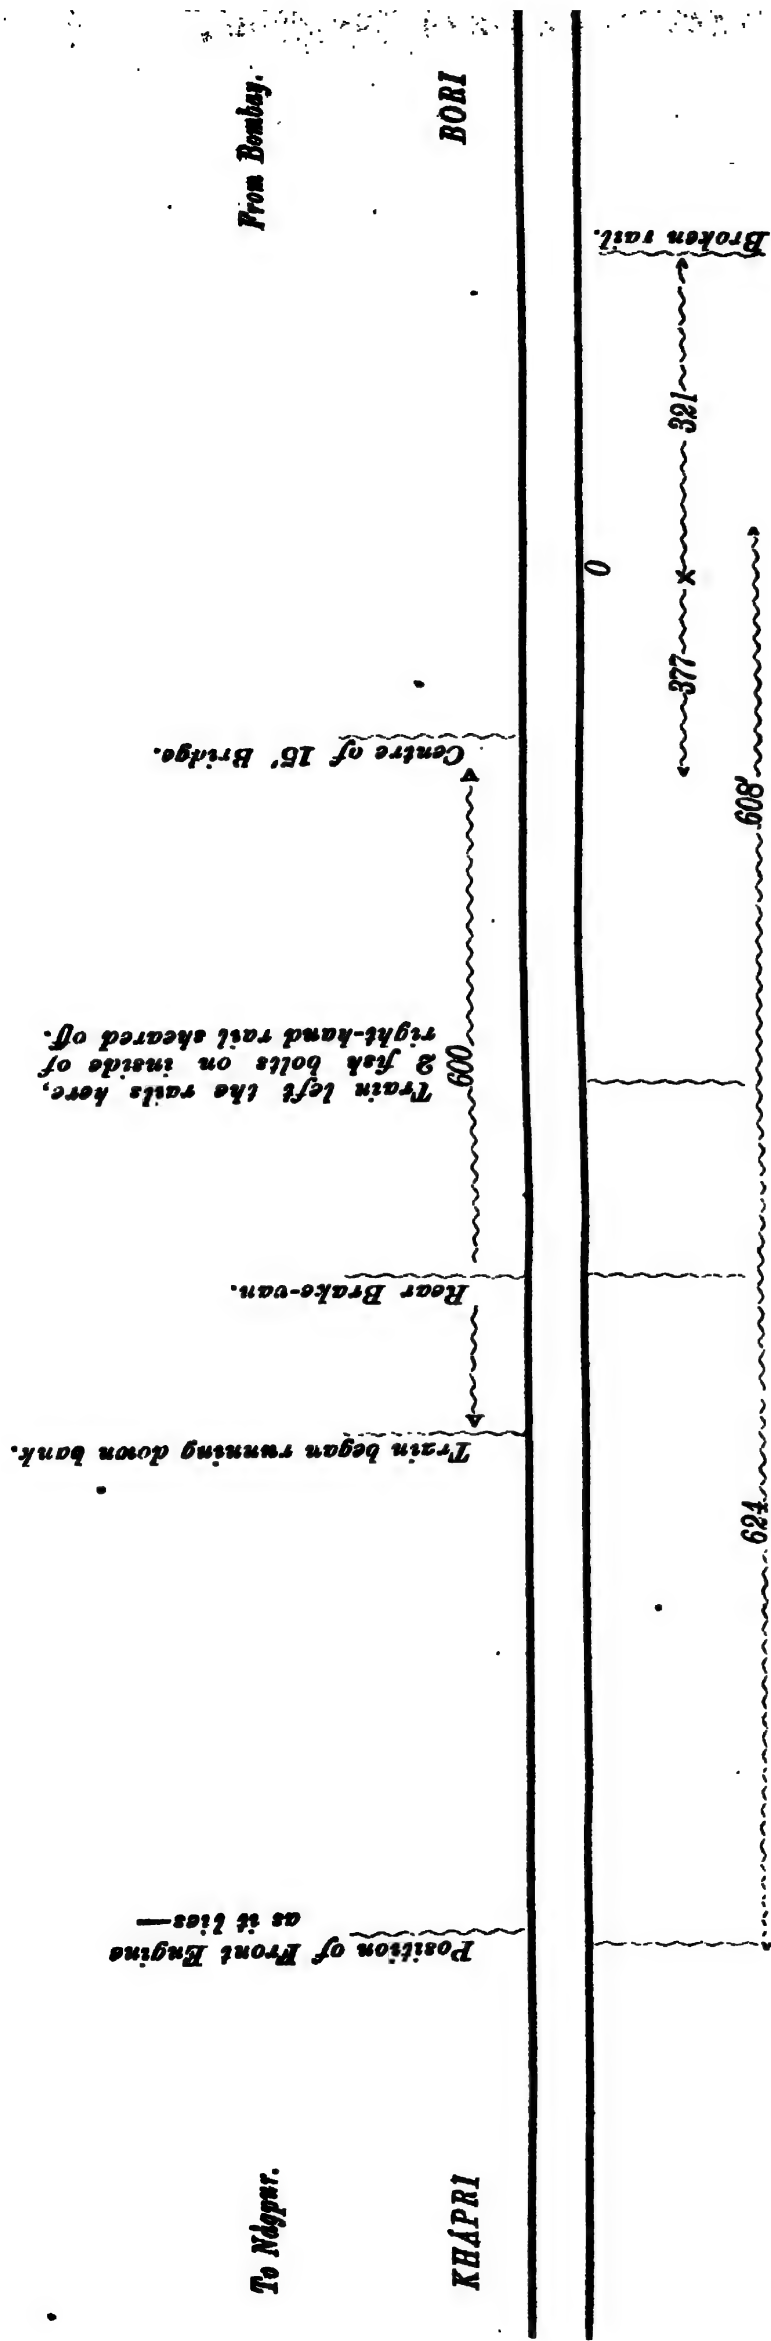 From Bombay.
BORI
Broken rail.
321
0
377
Centre of 15' Bridge.
608'
Train left the rails here,
2 fish bolts on inside of
right-hand rail sheared off.
600
Rear Brake-van.
Train began running down bank.
624
Position of Front Engine
as it lies—
To Nágpur.
KHÁPRI